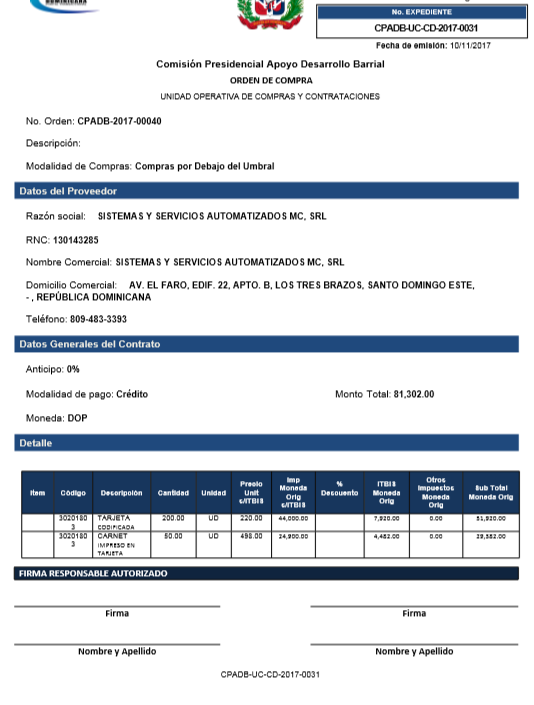 DOMINICANA
No. EXPEDIENTE
CPADB-UC-CD-2017-0031
Fecha de emisión: 10/11/2017
Comisión Presidencial Apoyo Desarrollo Barrial
ORDEN DE COMPRA
UNIDAD OPERATIVA DE COMPRAS Y CONTRATACIONES
No. Orden: CPADB-2017-00040
Descripción:
Modalidad de Compras: Compras por Debajo del Umbral
Datos del Proveedor
Razón social: SISTEMAS Y SERVICIOS AUTOMATIZADOS MC, SRL
RNC: 130143285
Nombre Comercial: SISTEMAS Y SERVICIOS AUTOMATIZADOS MC, SRL
Domicilio Comercial: AV. EL FARO, EDIF. 22, APTO. B, LOS TRES BRAZOS, SANTO DOMINGO ESTE,
- , REPÚBLICA DOMINICANA
Teléfono: 809-483-3393
Datos Generales del Contrato
Anticipo: 0%
Modalidad de pago: Crédito Monto Total: 81,302.00
Moneda: DOP
Detalle
Item Código Descripción Cantidad Unidad Precio Unit s/ITBIS Imp Moneda Orig s/ITBIS % Descuento ITBIS Moneda Orig Otros Impuestos Moneda Orig Sub Total Moneda Orig
30201803 TARJETA CODIFICADA 200.00 UD 220.00 44,000.00 7,920.00 0.00 51,920.00
30201803 CARNET IMPRESO EN TARJETA 50.00 UD 498.00 24,900.00 4,482.00 0.00 29,382.00
FIRMA RESPONSABLE AUTORIZADO
Firma Firma
Nombre y Apellido Nombre y Apellido
CPADB-UC-CD-2017-0031